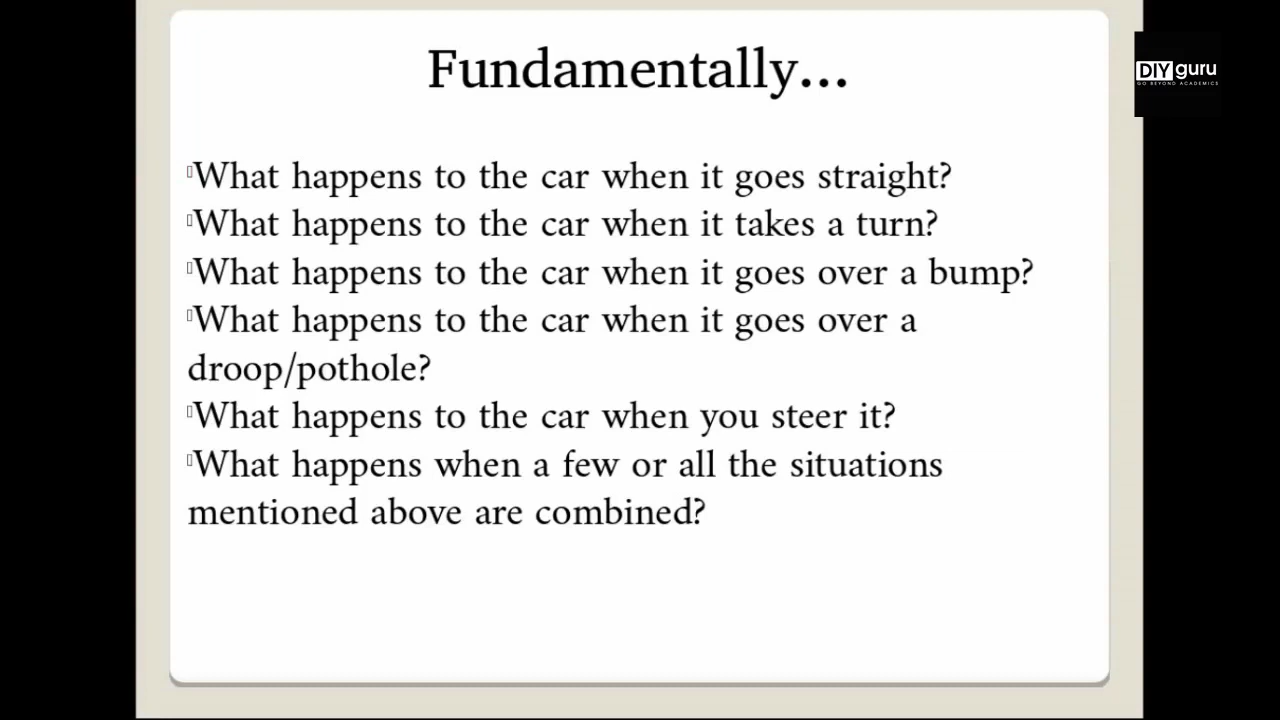 Fundamentally...
DIY guru
GO BEYOND ACADEMICS
What happens to the car when it goes straight?
What happens to the car when it takes a turn?
What happens to the car when it goes over a bump?
What happens to the car when it goes over a
droop/pothole?
What happens to the car when you steer it?
What happens when a few or all the situations
mentioned above are combined?